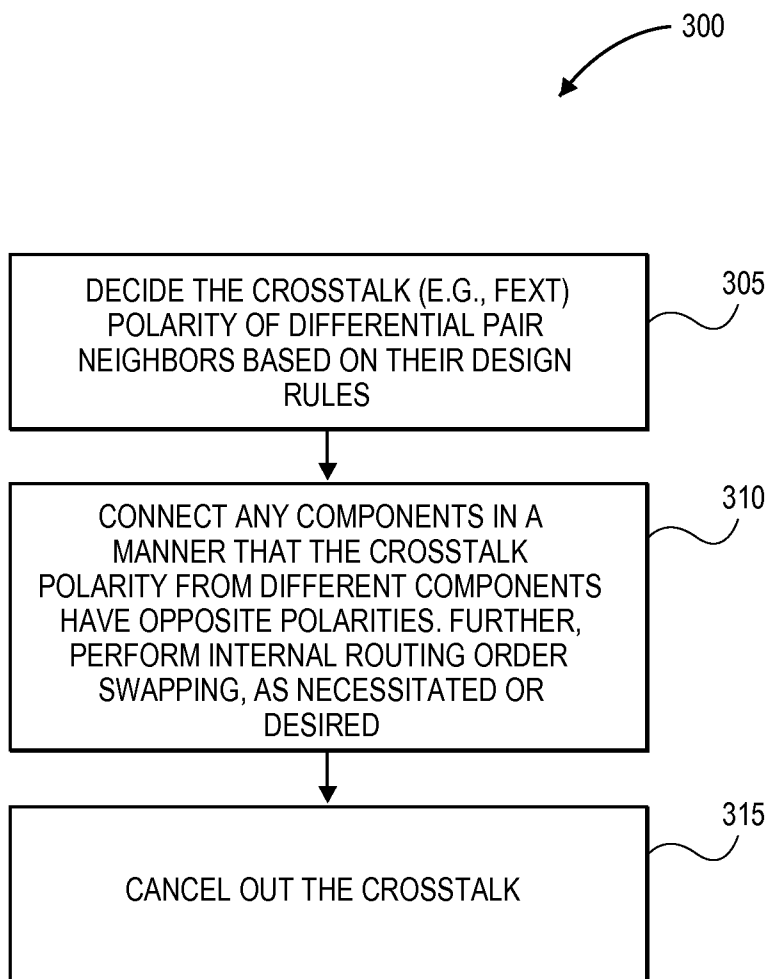 300
DECIDE THE CROSSTALK (E.G., FEXT)
POLARITY OF DIFFERENTIAL PAIR
NEIGHBORS BASED ON THEIR DESIGN
RULES
305
CONNECT ANY COMPONENTS IN A
MANNER THAT THE CROSSTALK
POLARITY FROM DIFFERENT COMPONENTS
HAVE OPPOSITE POLARITIES. FURTHER,
PERFORM INTERNAL ROUTING ORDER
SWAPPING, AS NECESSITATED OR
DESIRED
310
CANCEL OUT THE CROSSTALK
315